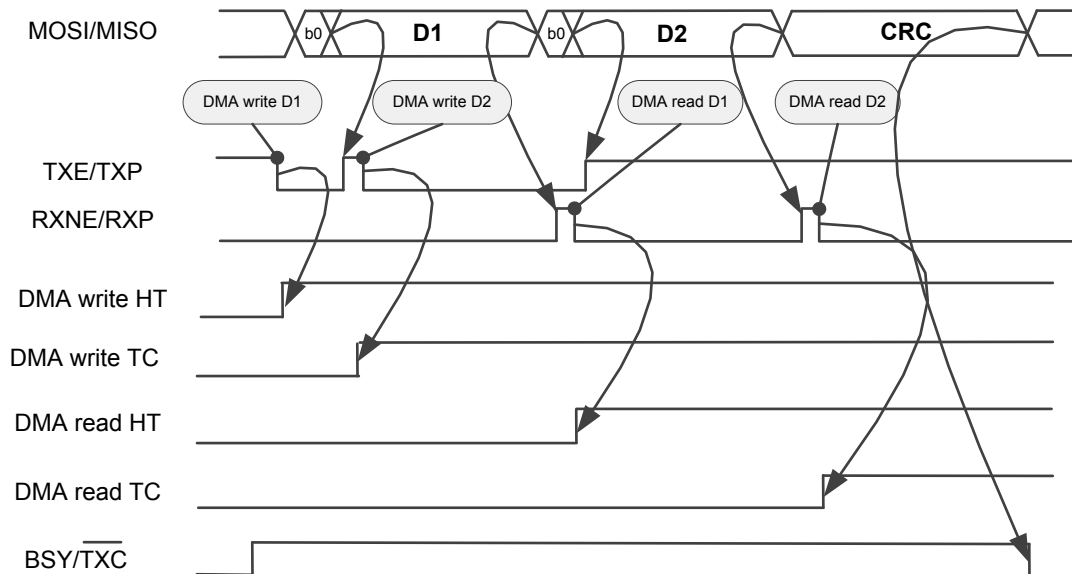 MOSI/MISO b0 D1 b0 D2 CRC
DMA write D1 DMA write D2 DMA read D1 DMA read D2
TXE/TXP
RXNE/RXP
DMA write HT
DMA write TC
DMA read HT
DMA read TC
BSY/T̅X̅C̅